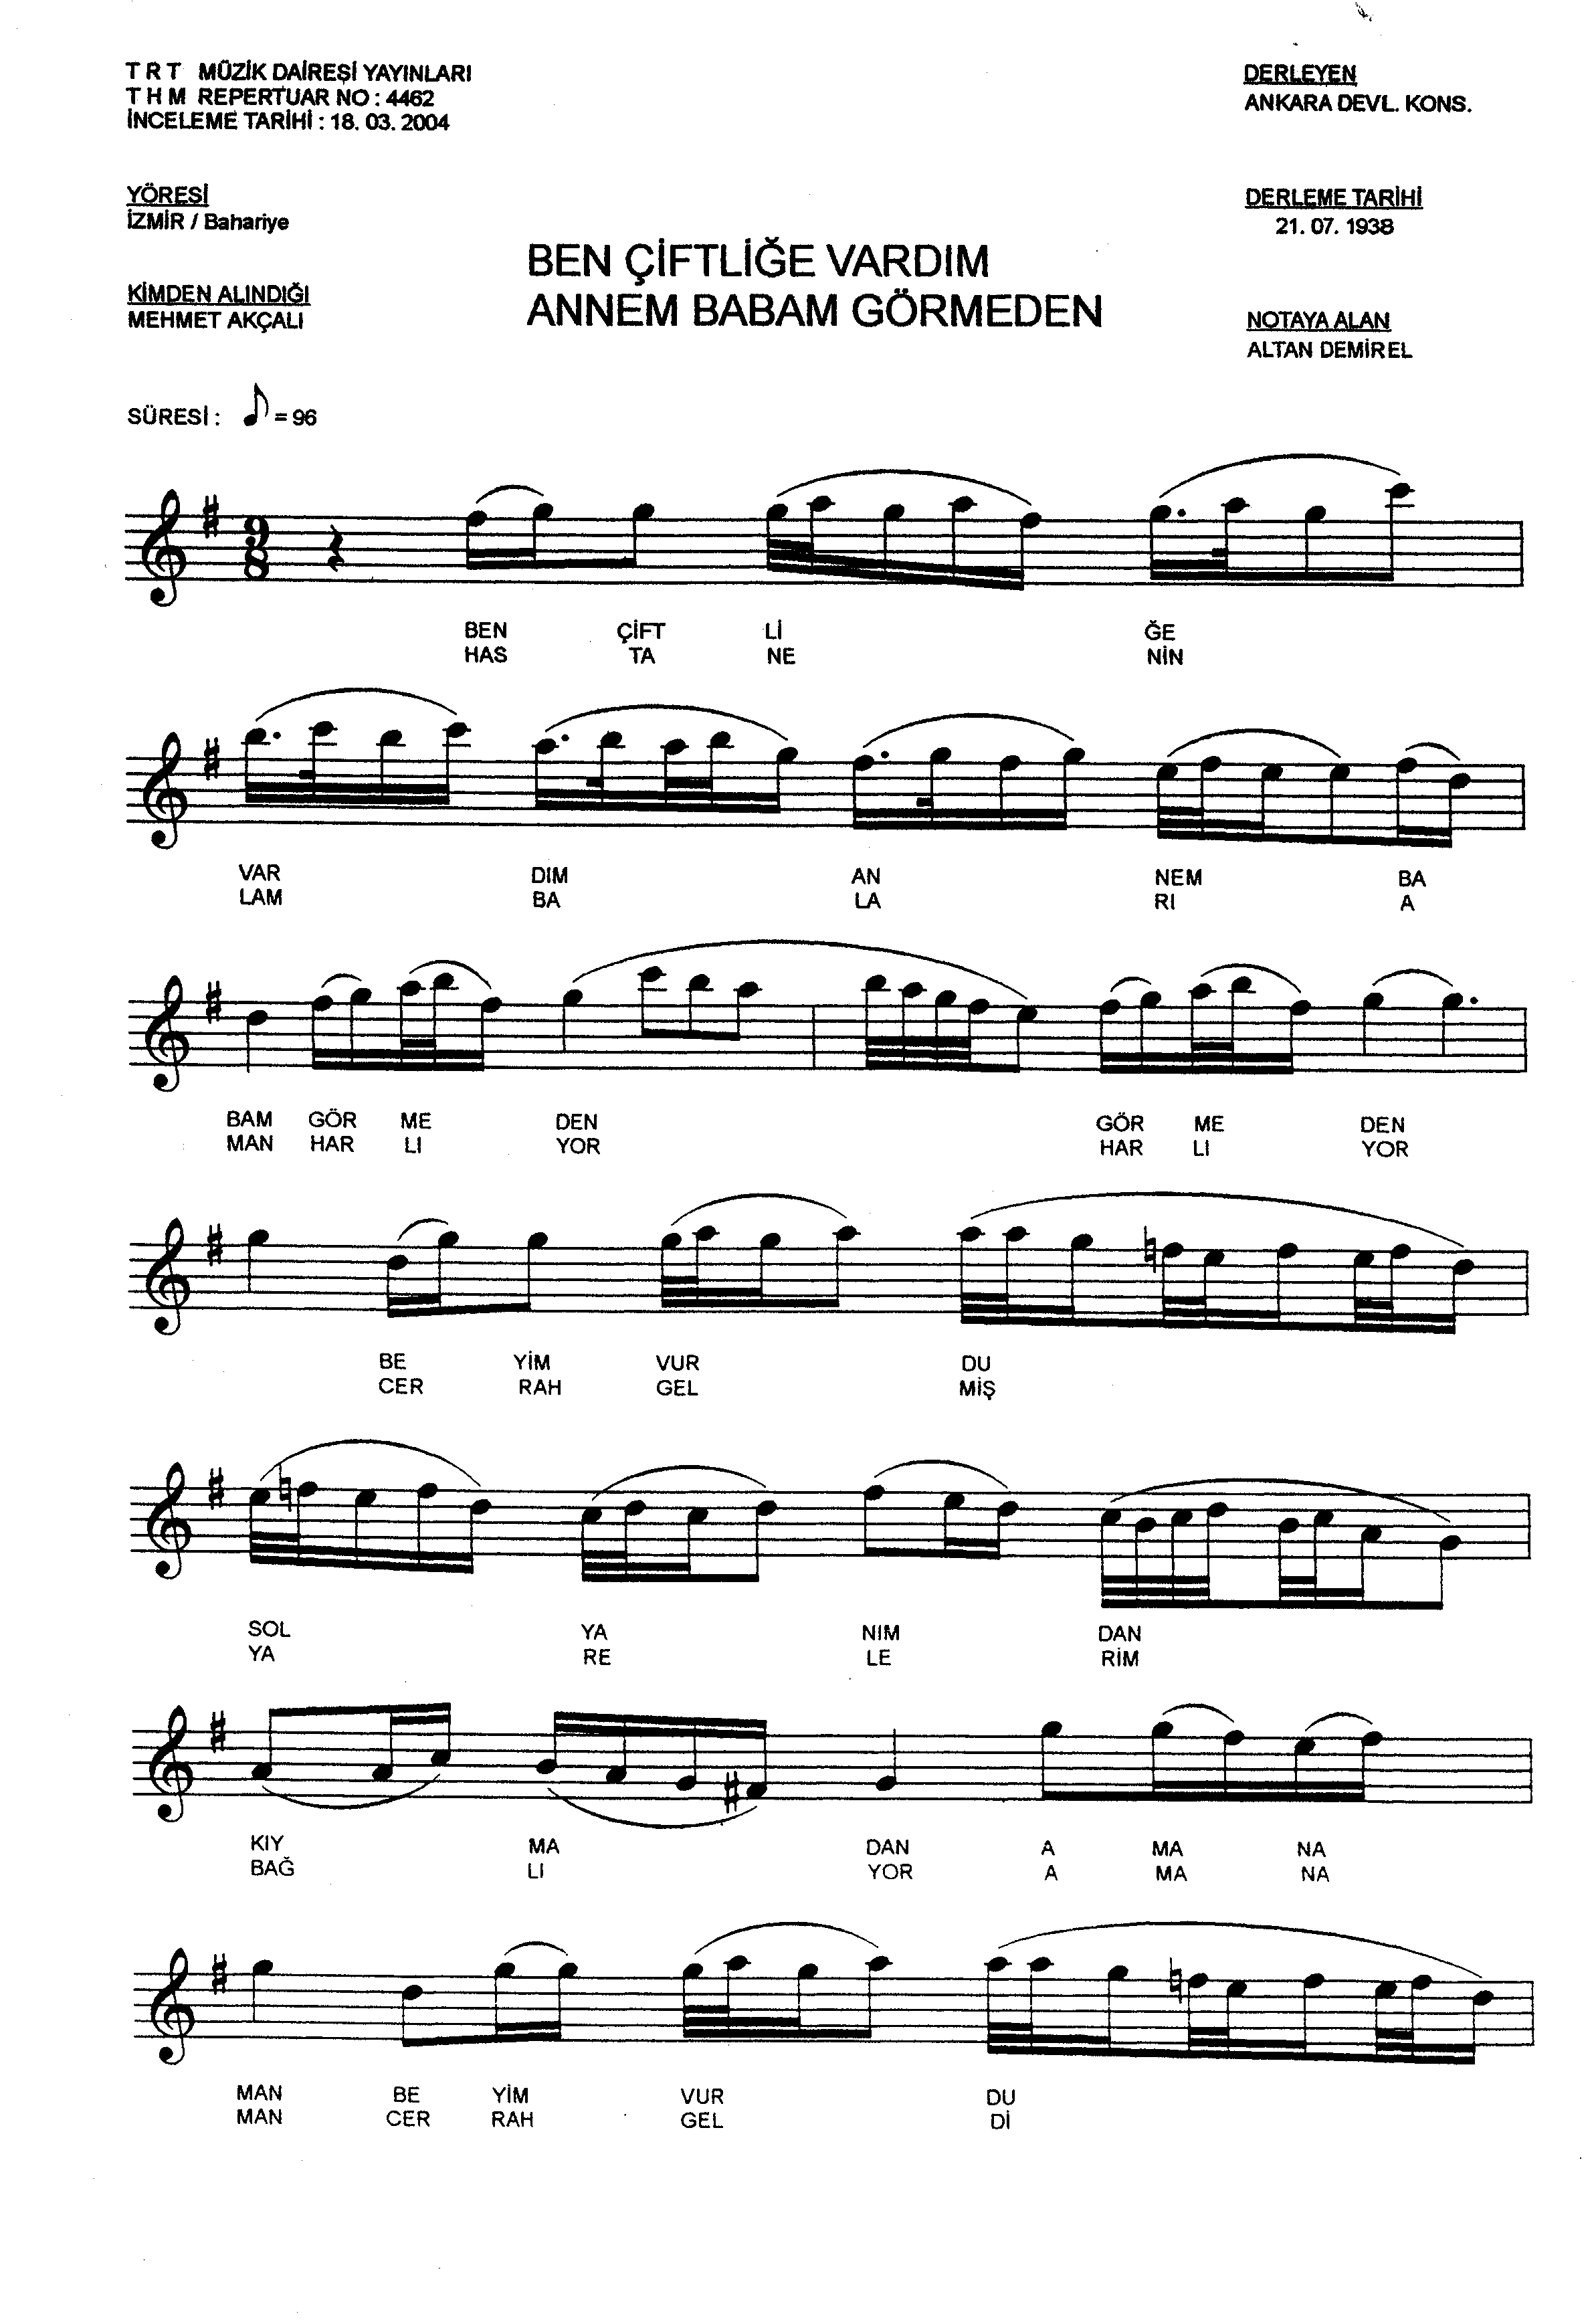 T R T MÜZİK DAİRESİ YAYINLARI
T H M REPERTUAR NO : 4462
İNCELEME TARİHİ : 18. 03. 2004
DERLEYEN
ANKARA DEVL. KONS.
YÖRESİ
İZMİR / Bahariye
DERLEME TARİHİ
21. 07. 1938
BEN ÇİFTLİĞE VARDIM
ANNEM BABAM GÖRMEDEN
KİMDEN ALINDIĞI
MEHMET AKÇALI
NOTAYA ALAN
ALTAN DEMİREL
SÜRESİ : ♪ = 96
9
8
BEN ÇİFT Lİ ĞE
HAS TA NE NİN
VAR DIM AN NEM BA
LAM BA LA RI A
BAM GÖR ME DEN GÖR ME DEN
MAN HAR LI YOR HAR LI YOR
BE YİM VUR DU
CER RAH GEL MİŞ
SOL YA NIM DAN
YA RE LE RİM
KIY MA DAN A MA NA
BAĞ LI YOR A MA NA
MAN BE YİM VUR DU
MAN CER RAH GEL Dİ